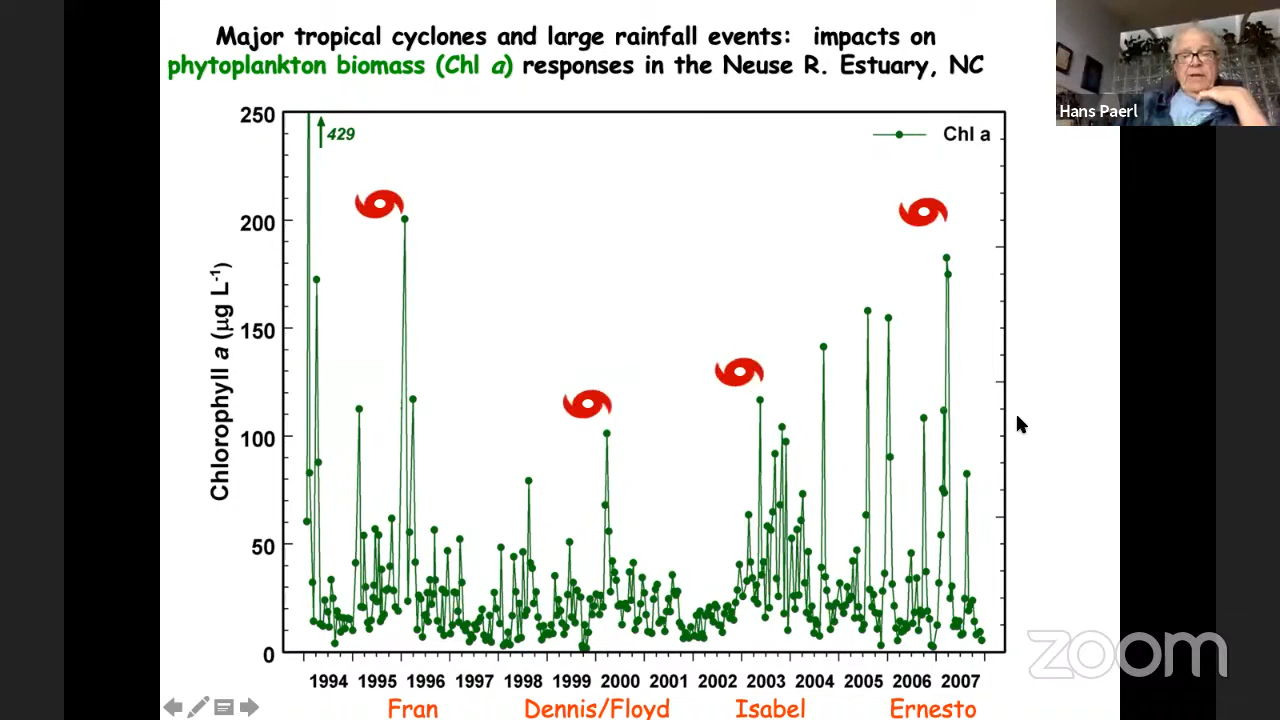 Major tropical cyclones and large rainfall events: impacts on
phytoplankton biomass (Chl a) responses in the Neuse R. Estuary, NC
Hans Paerl
250
429
Chl a
200
150
100
50
0
Chlorophyll a (µg L-1)
1994 1995 1996 1997 1998 1999 2000 2001 2002 2003 2004 2005 2006 2007
Fran Dennis/Floyd Isabel Ernesto
zoom